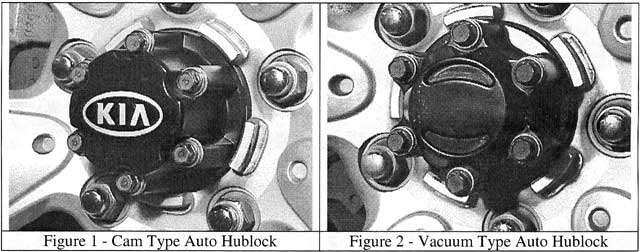 KIA
Figure 1 - Cam Type Auto Hublock
Figure 2 - Vacuum Type Auto Hublock